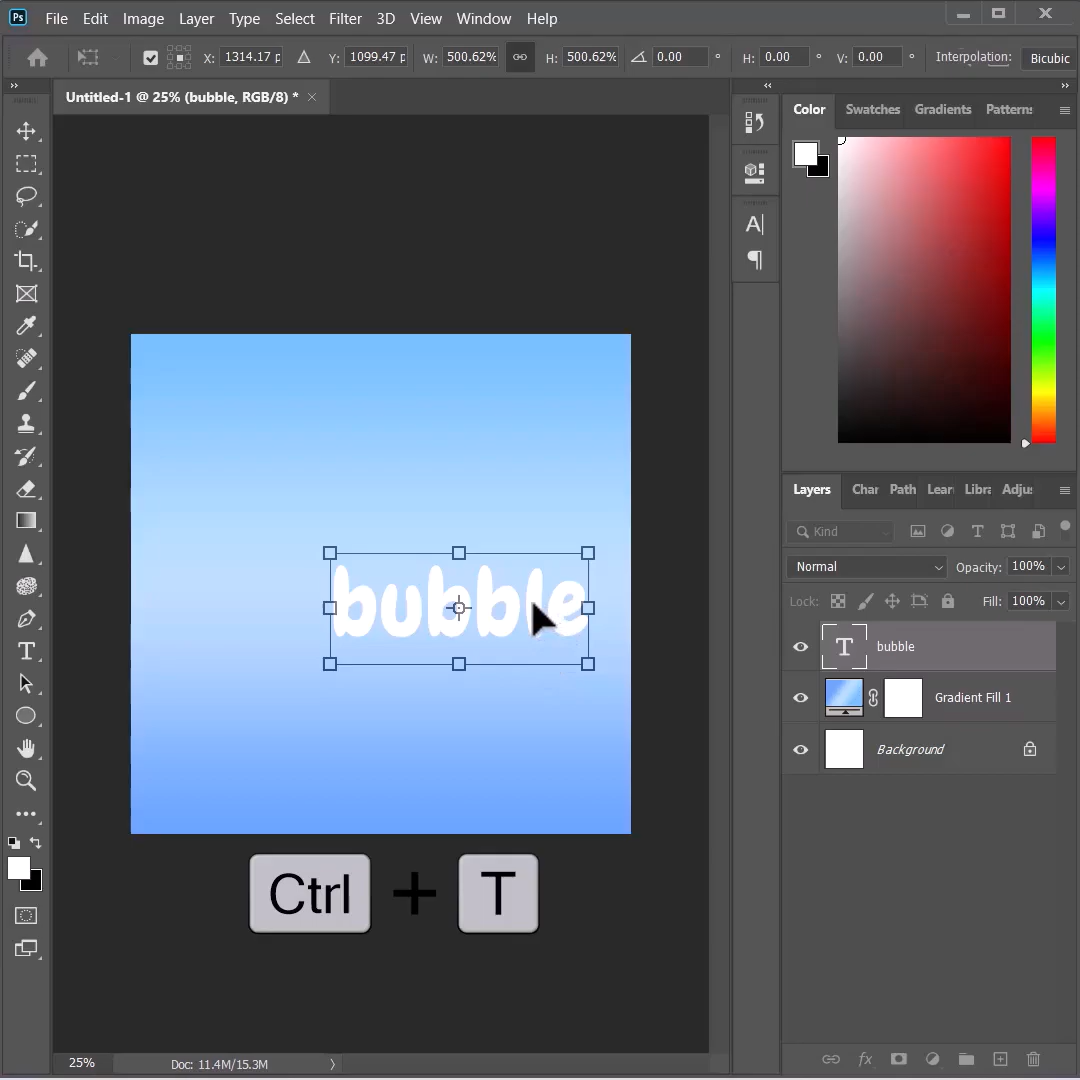 Ps File Edit Image Layer Type Select Filter 3D View Window Help
X: 1314.17 p Y: 1099.47 p W: 500.62% H: 500.62% 0.00 ° H: 0.00 ° V: 0.00 ° Interpolation: Bicubic
Untitled-1 @ 25% (bubble, RGB/8) * ×
Color Swatches Gradients Patterns
A|
bubble
Layers Char Path Lear Libra Adju
Kind
Normal Opacity: 100%
Lock: Fill: 100%
T bubble
Gradient Fill 1
Background
Ctrl + T
25% Doc: 11.4M/15.3M
fx